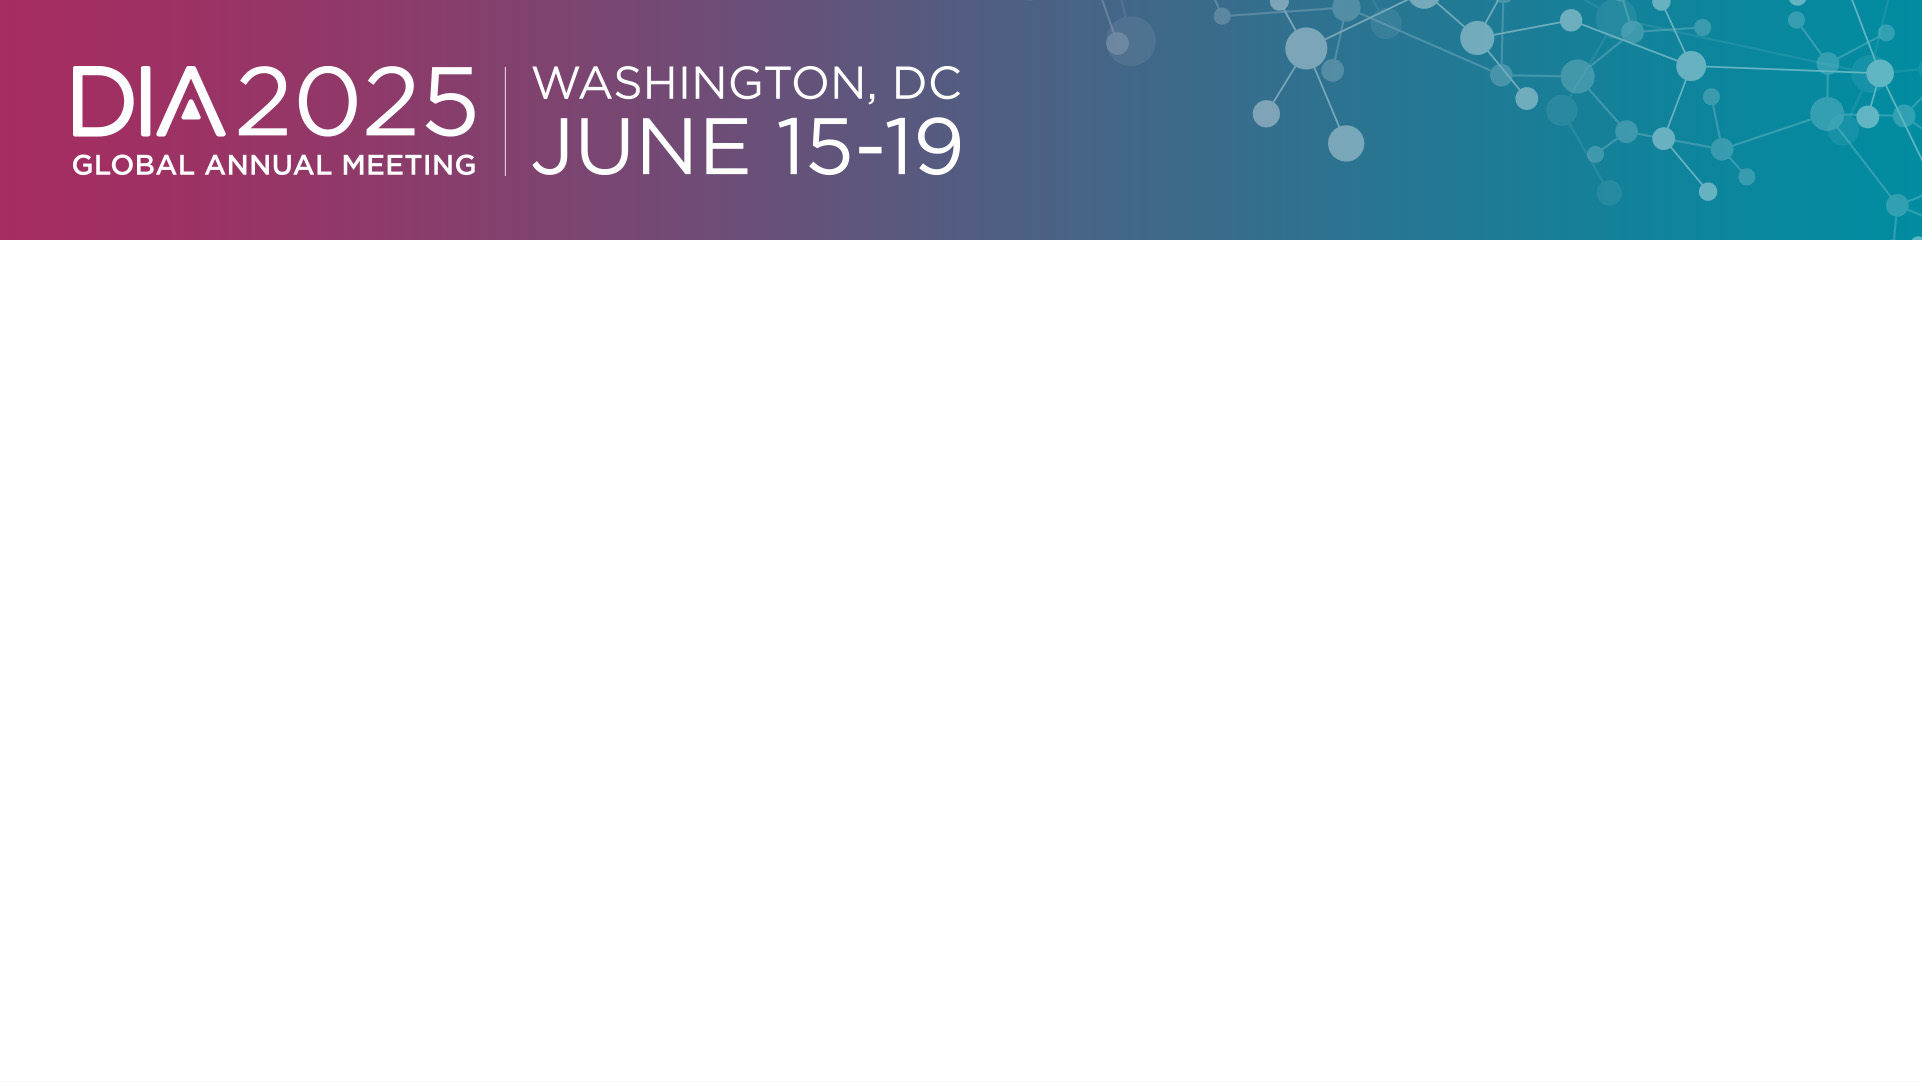 DIA 2025
GLOBAL ANNUAL MEETING
WASHINGTON, DC
JUNE 15-19